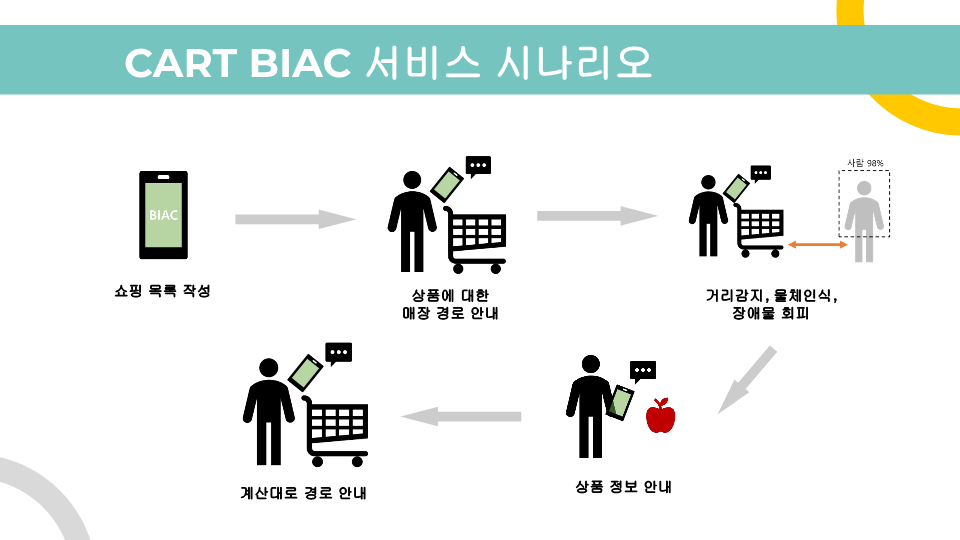 CART BIAC 서비스 시나리오
BIAC
쇼핑 목록 작성
상품에 대한
매장 경로 안내
사람 98%
거리감지, 물체인식,
장애물 회피
계산대로 경로 안내
상품 정보 안내